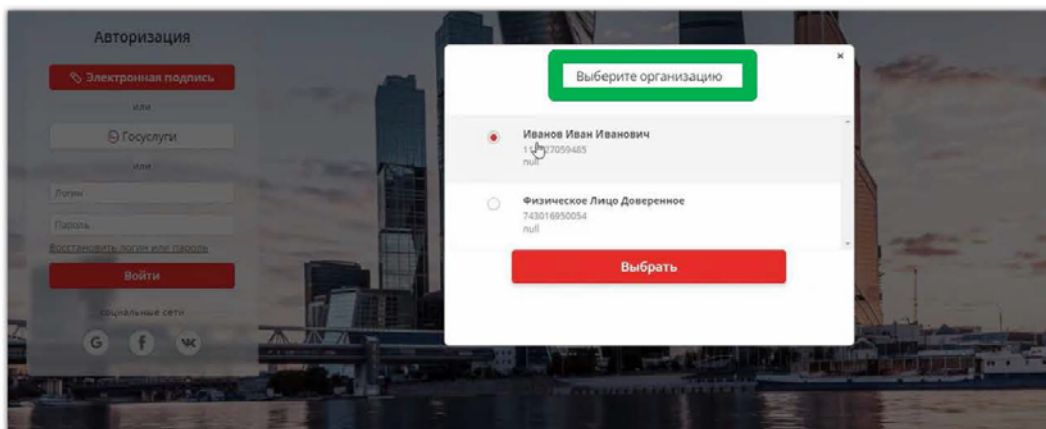 Авторизация
Электронная подпись
или
Госуслуги
или
Логин
Пароль
Восстановить логин или пароль
Войти
социальные сети
G f
Выберите организацию
×
Иванов Иван Иванович
null
Физическое Лицо Доверенное
743016950054
null
Выбрать